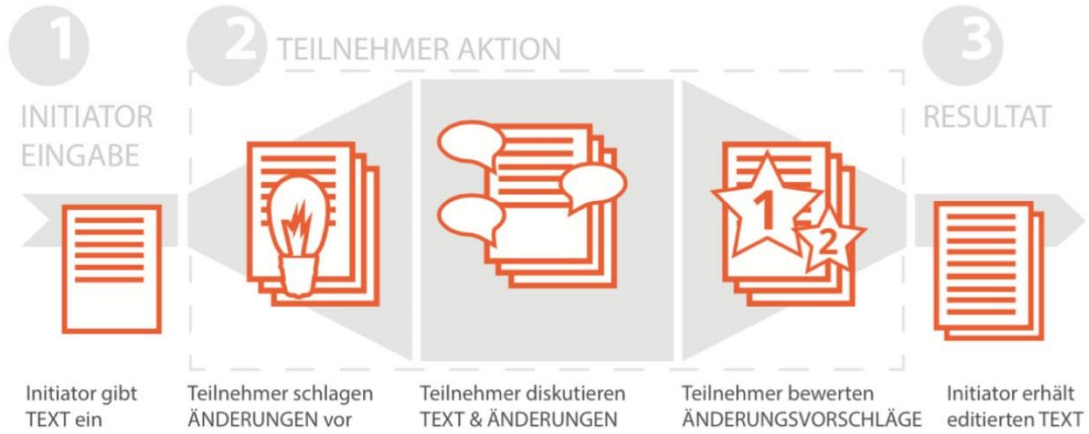 1
INITIATOR
EINGABE
2
TEILNEHMER AKTION
3
RESULTAT
1
2
Initiator gibt
TEXT ein
Teilnehmer schlagen
ÄNDERUNGEN vor
Teilnehmer diskutieren
TEXT & ÄNDERUNGEN
Teilnehmer bewerten
ÄNDERUNGSVORSCHLÄGE
Initiator erhält
editierten TEXT